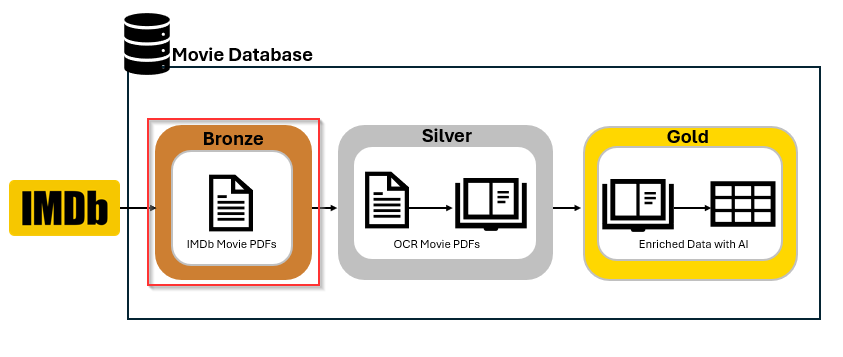 Movie Database
IMDb
Bronze
IMDb Movie PDFs
Silver
OCR Movie PDFs
Gold
Enriched Data with AI